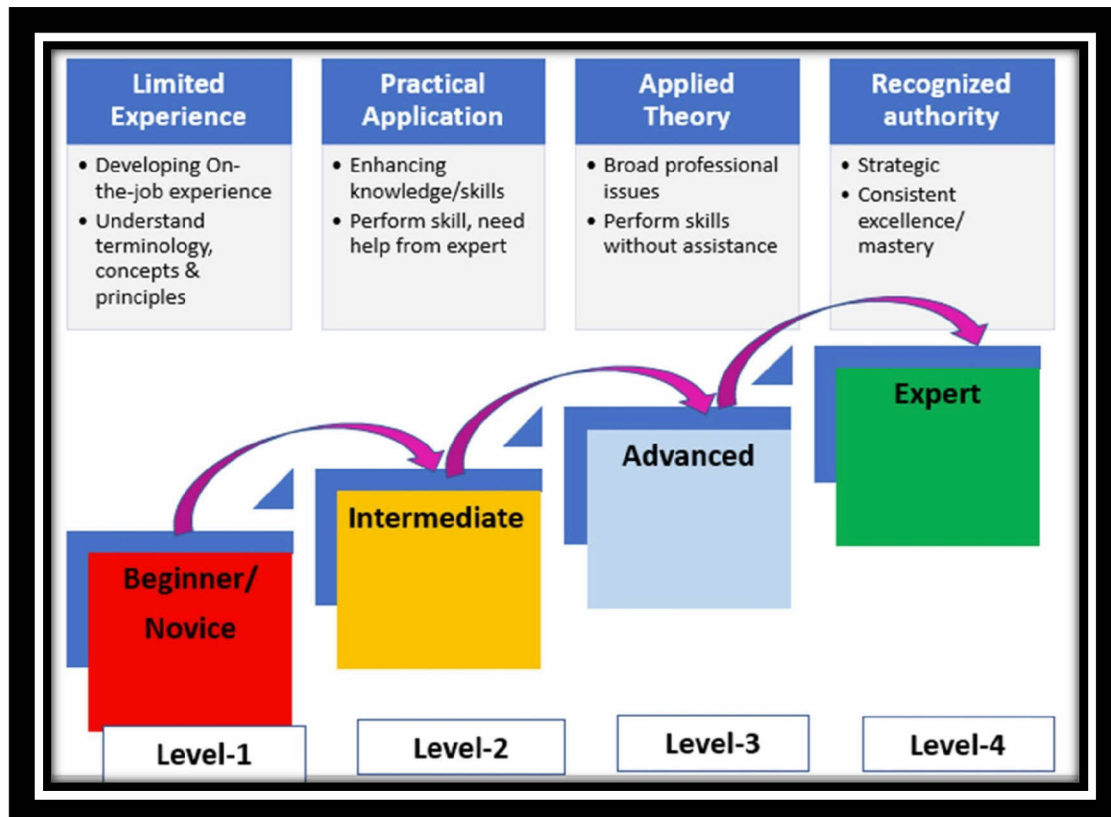 Limited
Experience
• Developing On-
the-job experience
• Understand
terminology,
concepts &
principles
Practical
Application
• Enhancing
knowledge/skills
• Perform skill, need
help from expert
Applied
Theory
• Broad professional
issues
• Perform skills
without assistance
Recognized
authority
• Strategic
• Consistent
excellence/
mastery
Beginner/
Novice
Intermediate
Advanced
Expert
Level-1
Level-2
Level-3
Level-4